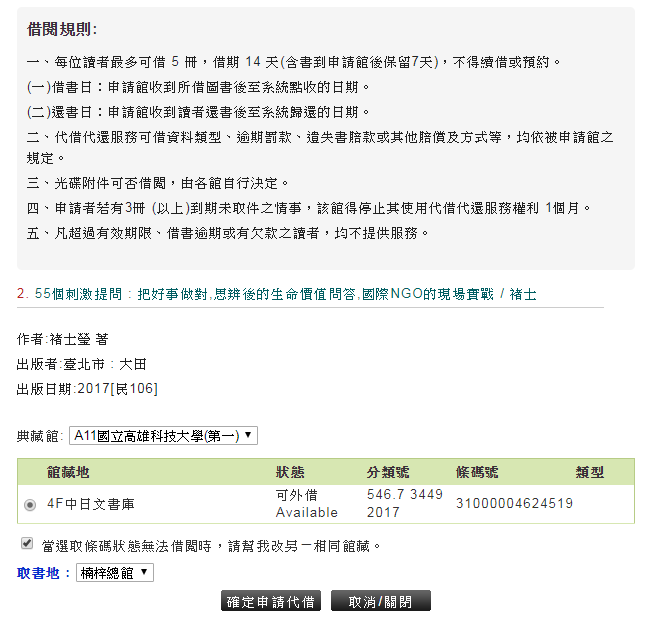 借閱規則:
一、每位讀者最多可借 5 冊，借期 14 天(含書到申請館後保留7天)，不得續借或預約。
(一)借書日：申請館收到所借圖書後至系統點收的日期。
(二)還書日：申請館收到讀者還書後至系統歸還的日期。
二、代借代還服務可借資料類型、逾期罰款、遺失書賠款或其他賠償及方式等，均依被申請館之
規定。
三、光碟附件可否借閱，由各館自行決定。
四、申請者若有3冊 (以上)到期未取件之情事，該館得停止其使用代借代還服務權利 1個月。
五、凡超過有效期限、借書逾期或有欠款之讀者，均不提供服務。
2. 55個刺激提問 : 把好事做對,思辨後的生命價值問答,國際NGO的現場實戰 / 褚士
作者:褚士瑩 著
出版者:臺北市 : 大田
出版日期:2017[民106]
典藏館: A11國立高雄科技大學(第一)
館藏地 狀態 分類號 條碼號 類型
4F中日文書庫 可外借 Available 546.7 3449 2017 31000004624519
當選取條碼狀態無法借閱時，請幫我改另一相同館藏。
取書地： 楠梓總館
確定申請代借 取消/關閉